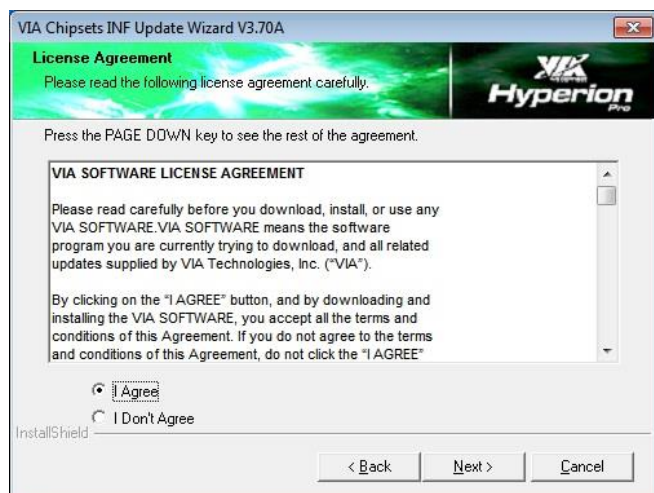 VIA Chipsets INF Update Wizard V3.70A
License Agreement
Please read the following license agreement carefully.
VIA
Hyperion
Pro
Press the PAGE DOWN key to see the rest of the agreement.
VIA SOFTWARE LICENSE AGREEMENT
Please read carefully before you download, install, or use any
VIA SOFTWARE.VIA SOFTWARE means the software
program you are currently trying to download, and all related
updates supplied by VIA Technologies, Inc. (“VIA”).
By clicking on the “I AGREE” button, and by downloading and
installing the VIA SOFTWARE, you accept all the terms and
conditions of this Agreement. If you do not agree to the terms
and conditions of this Agreement, do not click the “I AGREE”
I Agree
I Don't Agree
InstallShield
< Back Next > Cancel